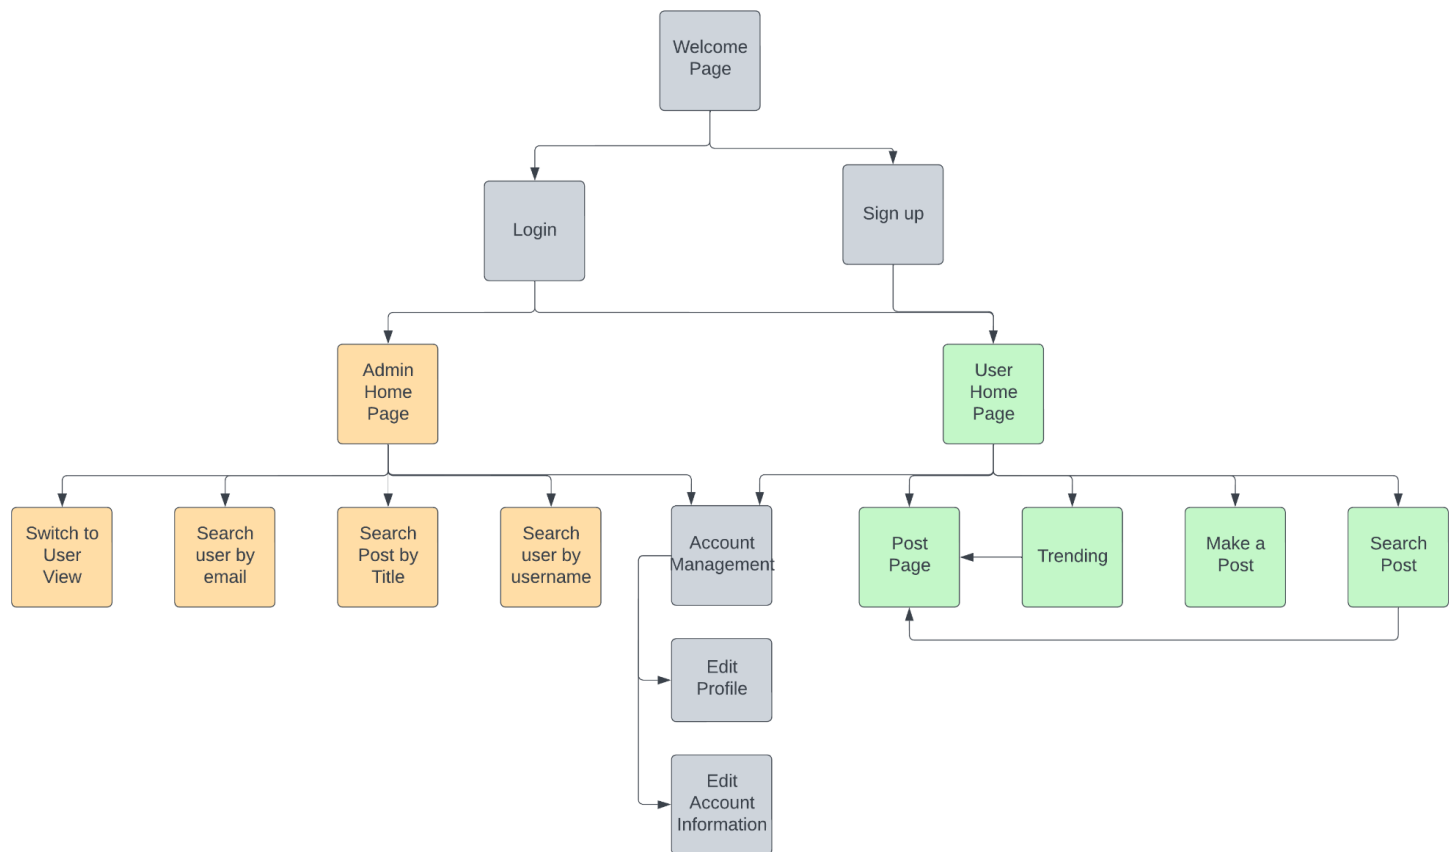 Welcome
Page
Login
Sign up
Admin
Home
Page
User
Home
Page
Switch to
User
View
Search
user by
email
Search
Post by
Title
Search
user by
username
Account
Management
Post
Page
Trending
Make a
Post
Search
Post
Edit
Profile
Edit
Account
Information